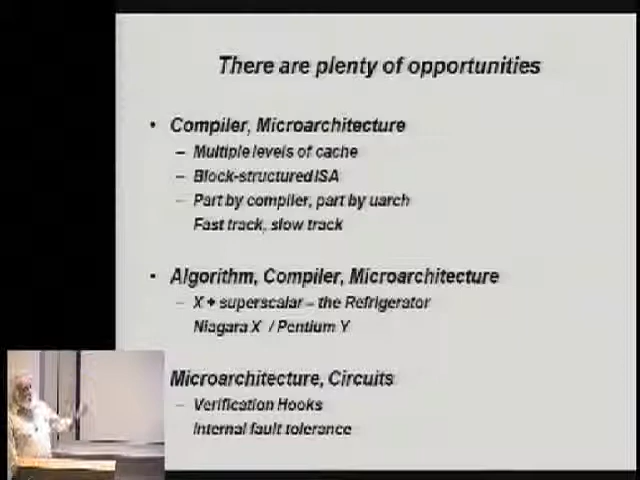 There are plenty of opportunities
• Compiler, Microarchitecture
– Multiple levels of cache
– Block-structured ISA
– Part by compiler, part by uarch
Fast track, slow track
• Algorithm, Compiler, Microarchitecture
– X + superscalar – the Refrigerator
Niagara X / Pentium Y
Microarchitecture, Circuits
– Verification Hooks
Internal fault tolerance